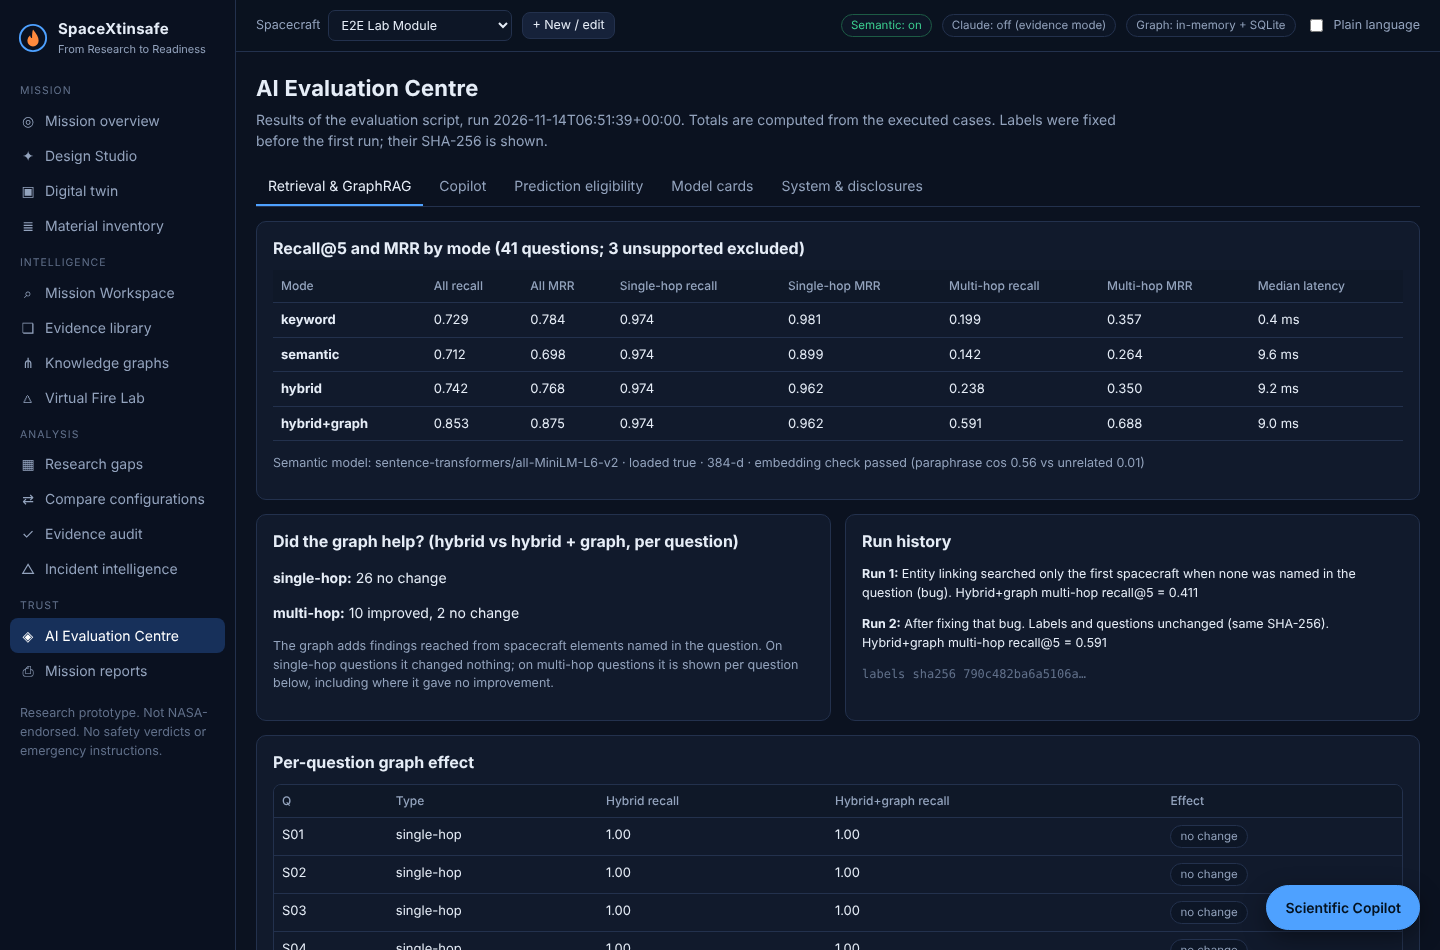 SpaceXtinsafe
From Research to Readiness
MISSION
Mission overview
Design Studio
Digital twin
Material inventory
INTELLIGENCE
Mission Workspace
Evidence library
Knowledge graphs
Virtual Fire Lab
ANALYSIS
Research gaps
Compare configurations
Evidence audit
Incident intelligence
TRUST
AI Evaluation Centre
Mission reports
Research prototype. Not NASA-
endorsed. No safety verdicts or
emergency instructions.
Spacecraft E2E Lab Module + New / edit Semantic: on Claude: off (evidence mode) Graph: in-memory + SQLite Plain language
AI Evaluation Centre
Results of the evaluation script, run 2026-11-14T06:51:39+00:00. Totals are computed from the executed cases. Labels were fixed
before the first run; their SHA-256 is shown.
Retrieval & GraphRAG Copilot Prediction eligibility Model cards System & disclosures
Recall@5 and MRR by mode (41 questions; 3 unsupported excluded)
Mode All recall All MRR Single-hop recall Single-hop MRR Multi-hop recall Multi-hop MRR Median latency
keyword 0.729 0.784 0.974 0.981 0.199 0.357 0.4 ms
semantic 0.712 0.698 0.974 0.899 0.142 0.264 9.6 ms
hybrid 0.742 0.768 0.974 0.962 0.238 0.350 9.2 ms
hybrid+graph 0.853 0.875 0.974 0.962 0.591 0.688 9.0 ms
Semantic model: sentence-transformers/all-MiniLM-L6-v2 · loaded true · 384-d · embedding check passed (paraphrase cos 0.56 vs unrelated 0.01)
Did the graph help? (hybrid vs hybrid + graph, per question)
single-hop: 26 no change
multi-hop: 10 improved, 2 no change
The graph adds findings reached from spacecraft elements named in the question. On
single-hop questions it changed nothing; on multi-hop questions it is shown per question
below, including where it gave no improvement.
Run history
Run 1: Entity linking searched only the first spacecraft when none was named in the
question (bug). Hybrid+graph multi-hop recall@5 = 0.411
Run 2: After fixing that bug. Labels and questions unchanged (same SHA-256).
Hybrid+graph multi-hop recall@5 = 0.591
labels sha256 790c482ba6a5106a…
Per-question graph effect
Q Type Hybrid recall Hybrid+graph recall Effect
S01 single-hop 1.00 1.00 no change
S02 single-hop 1.00 1.00 no change
S03 single-hop 1.00 1.00 no change
S04 single-hop 1.00 1.00 no change
Scientific Copilot